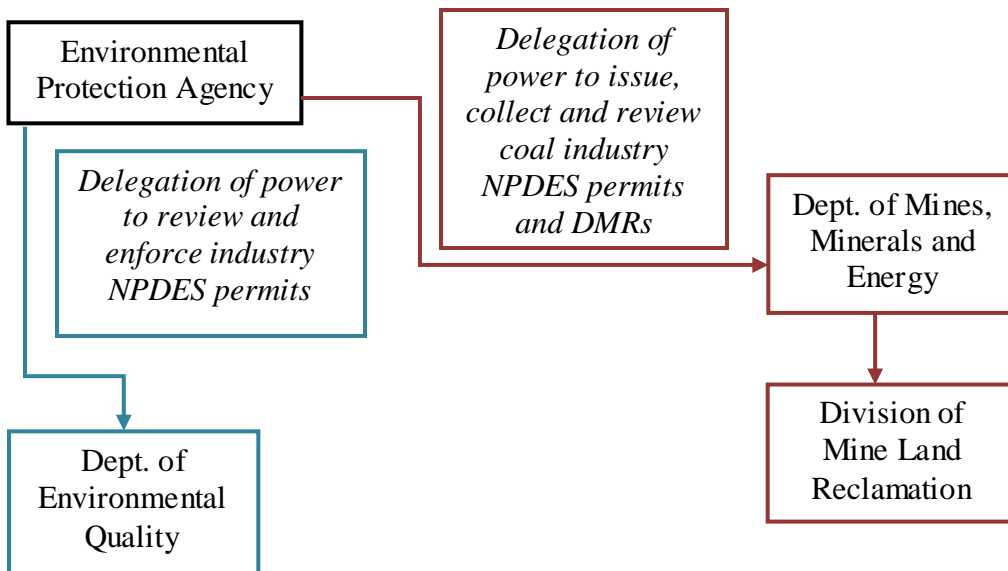 Environmental
Protection Agency
Delegation of
power to issue,
collect and review
coal industry
NPDES permits
and DMRs
Delegation of power
to review and
enforce industry
NPDES permits
Dept. of Mines,
Minerals and
Energy
Division of
Mine Land
Reclamation
Dept. of
Environmental
Quality